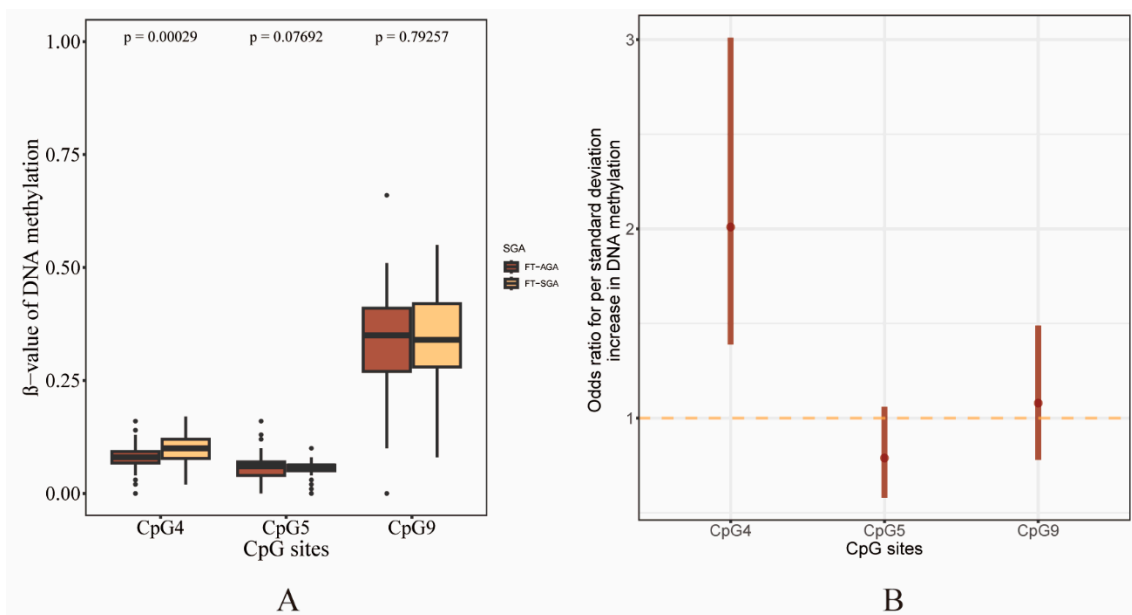 p = 0.00029
p = 0.07692
p = 0.79257
1.00
0.75
0.50
0.25
0.00
ß−value of DNA methylation
CpG4
CpG5
CpG9
CpG sites
SGA
FT−AGA
FT−SGA
A
3
2
1
Odds ratio for per standard deviation
increase in DNA methylation
CpG4
CpG5
CpG9
CpG sites
B